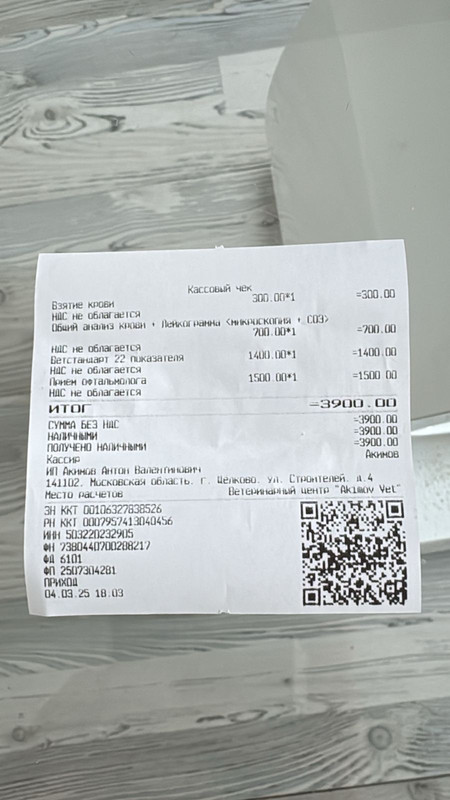 Кассовый чек
Взятие крови
300.00*1 =300.00
НДС не облагается
Общий анализ крови + Лейкограмма <микроскопия + СОЭ>
700.00*1 =700.00
НДС не облагается
Ветстандарт 22 показателя 1400.00*1 =1400.00
НДС не облагается
Прием офтальмолога 1500.00*1 =1500.00
НДС не облагается
ИТОГ =3900.00
СУММА БЕЗ НДС =3900.00
НАЛИЧНЫМИ =3900.00
ПОЛУЧЕНО НАЛИЧНЫМИ =3900.00
Кассир Акимов
ИП Акимов Антон Валентинович
141102. Московская область. г. Щелково. ул. Строителей. д.4
Место расчетов Ветеринарный центр "Akimov Vet"
ЗН ККТ 00106327838526
РН ККТ 0007957413040456
ИНН 503220232905
ФН 7380440700288217
ФД 6101
ФП 2507304281
ПРИХОД
04.03.25 18.03